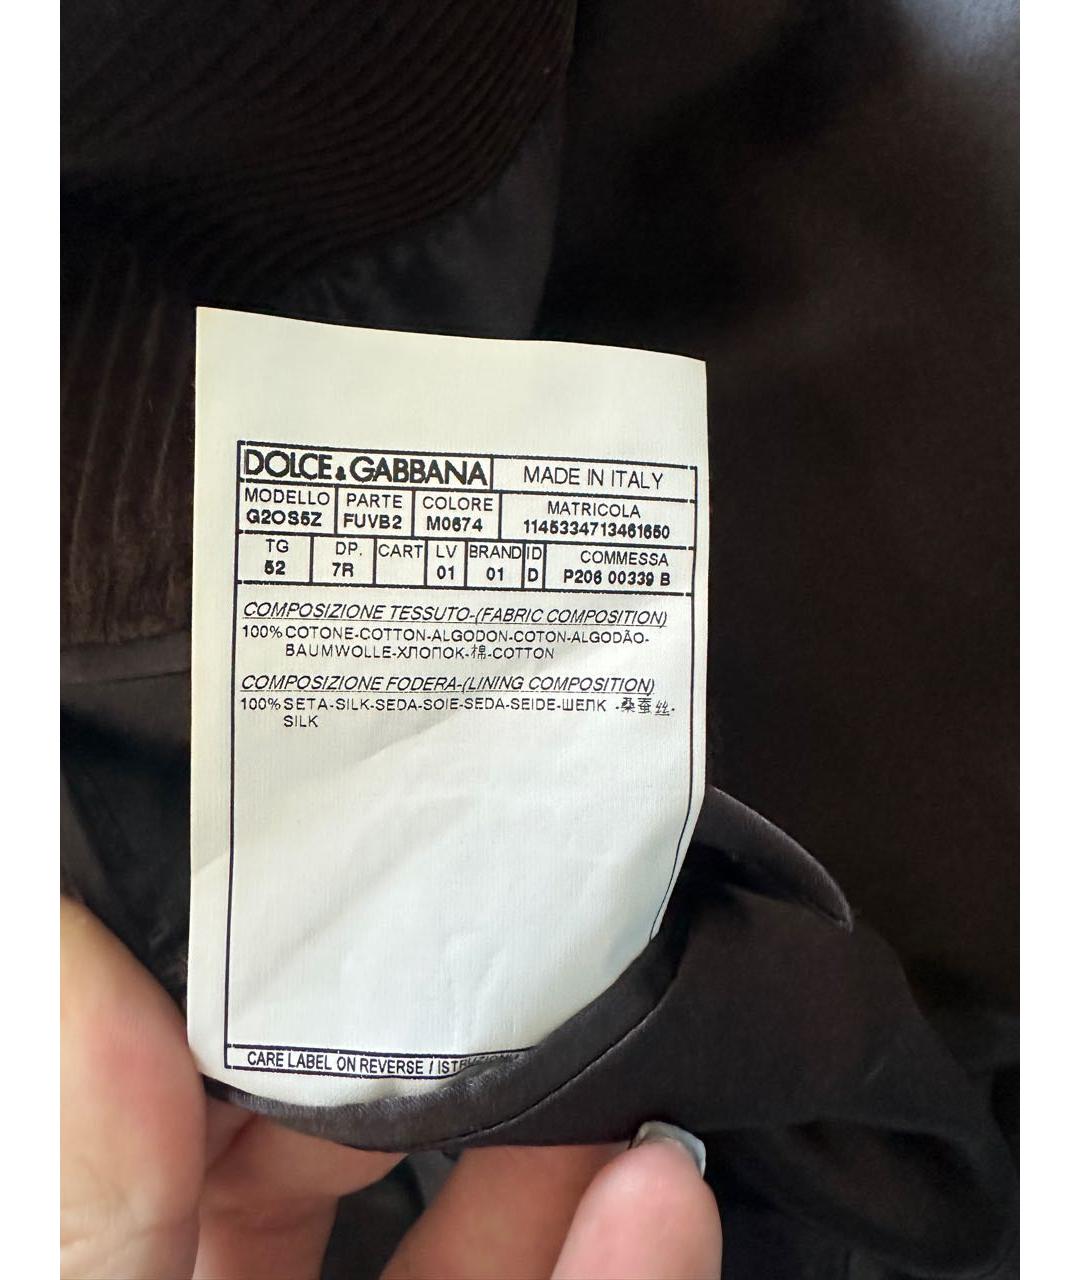 DOLCE & GABBANA MADE IN ITALY
MODELLO PARTE COLORE MATRICOLA
G2OS5Z FUVB2 M0674 1145334713461650
TG DP. CART LV BRAND ID COMMESSA
52 7R 01 01 D P206 00339 B
COMPOSIZIONE TESSUTO-(FABRIC COMPOSITION)
100% COTONE-COTTON-ALGODON-COTON-ALGODÃO-
BAUMWOLLE-ХЛОПОК-棉-COTTON
COMPOSIZIONE FODERA-(LINING COMPOSITION)
100% SETA-SILK-SEDA-SOIE-SEDA-SEIDE-ШЕЛК -桑蚕丝-
SILK
CARE LABEL ON REVERSE /